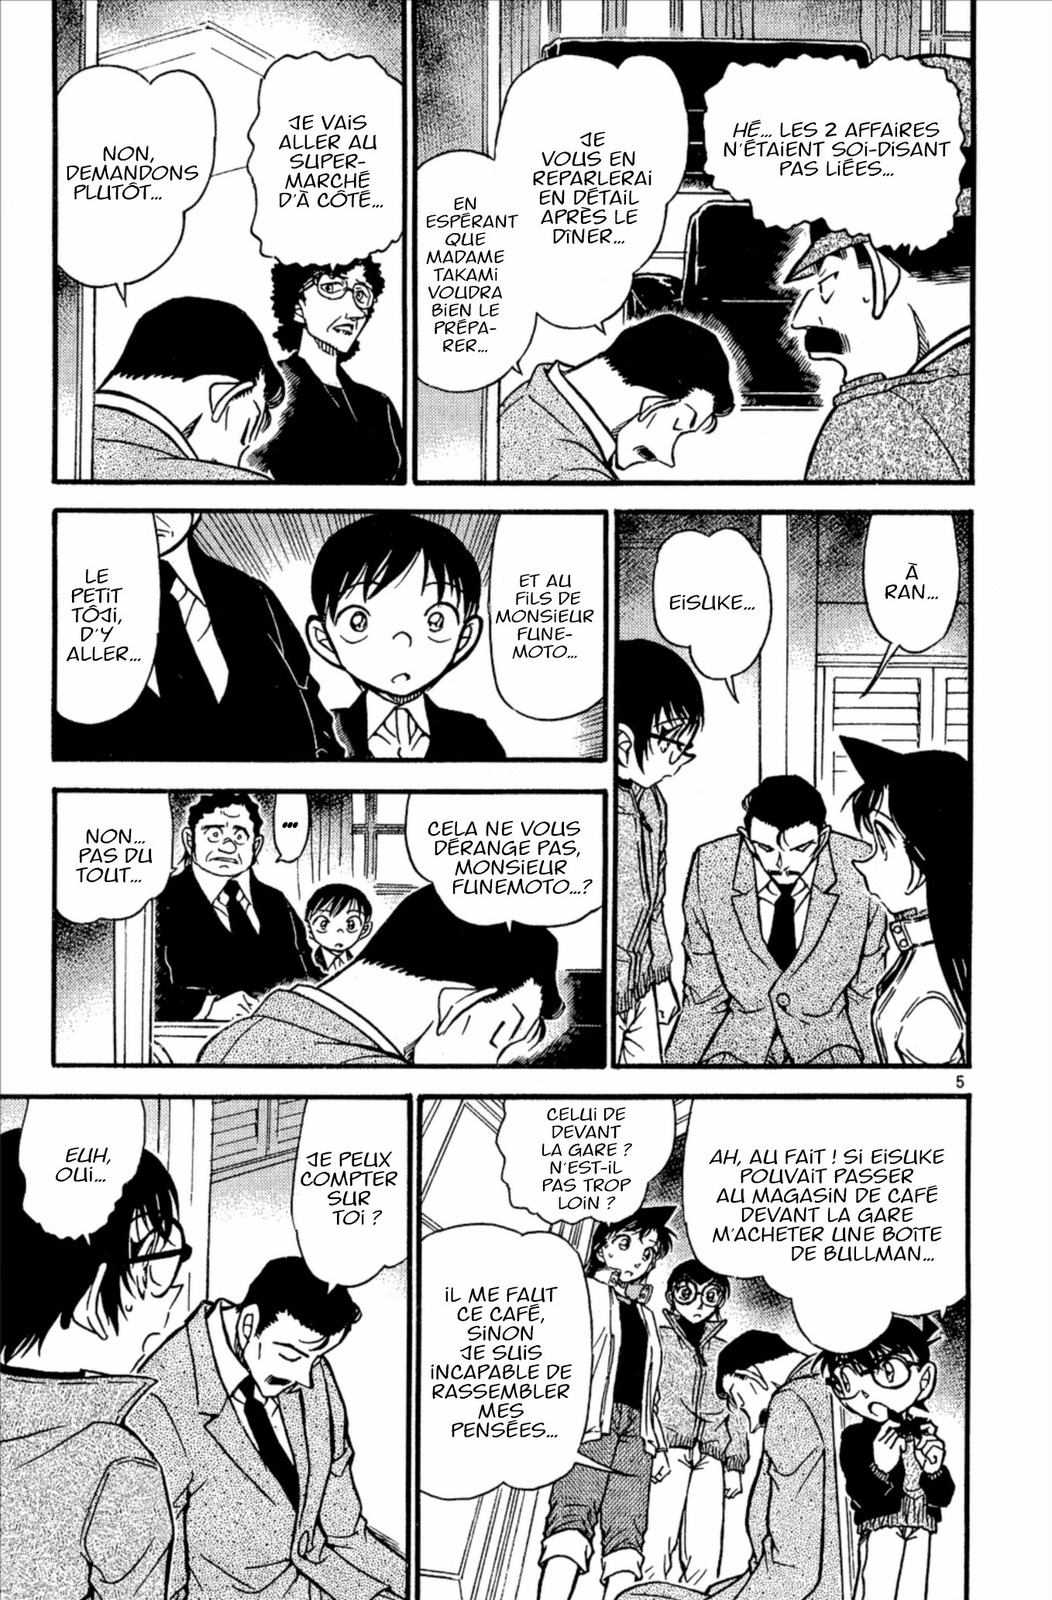 HÉ... LES 2 AFFAIRES
N'ÉTAIENT SOI-DISANT
PAS LIÉES...
JE
VOUS EN
REPARLERAI
EN DÉTAIL
APRÈS LE
DÎNER...
EN
ESPÉRANT
QUE
MADAME
TAKAMI
VOUDRA
BIEN LE
PRÉPA-
RER...
JE VAIS
ALLER AU
SUPER-
MARCHÉ
D'À CÔTÉ...
NON,
DEMANDONS
PLUTÔT...
À
RAN...
EISUKE...
ET AU
FILS DE
MONSIEUR
FUNE-
MOTO...
LE
PETIT
TÔJI,
D'Y
ALLER...
CELA NE VOUS
DÉRANGE PAS,
MONSIEUR
FUNEMOTO...?
...
NON...
PAS DU
TOUT...
5
AH, AU FAIT ! SI EISUKE
POUVAIT PASSER
AU MAGASIN DE CAFÉ
DEVANT LA GARE
M'ACHETER UNE BOÎTE
DE BULLMAN...
CELUI DE
DEVANT
LA GARE ?
N'EST-IL
PAS TROP
LOIN ?
IL ME FAUT
CE CAFÉ,
SINON
JE SUIS
INCAPABLE DE
RASSEMBLER
MES
PENSÉES...
JE PEUX
COMPTER
SUR
TOI ?
EUH,
OUI...